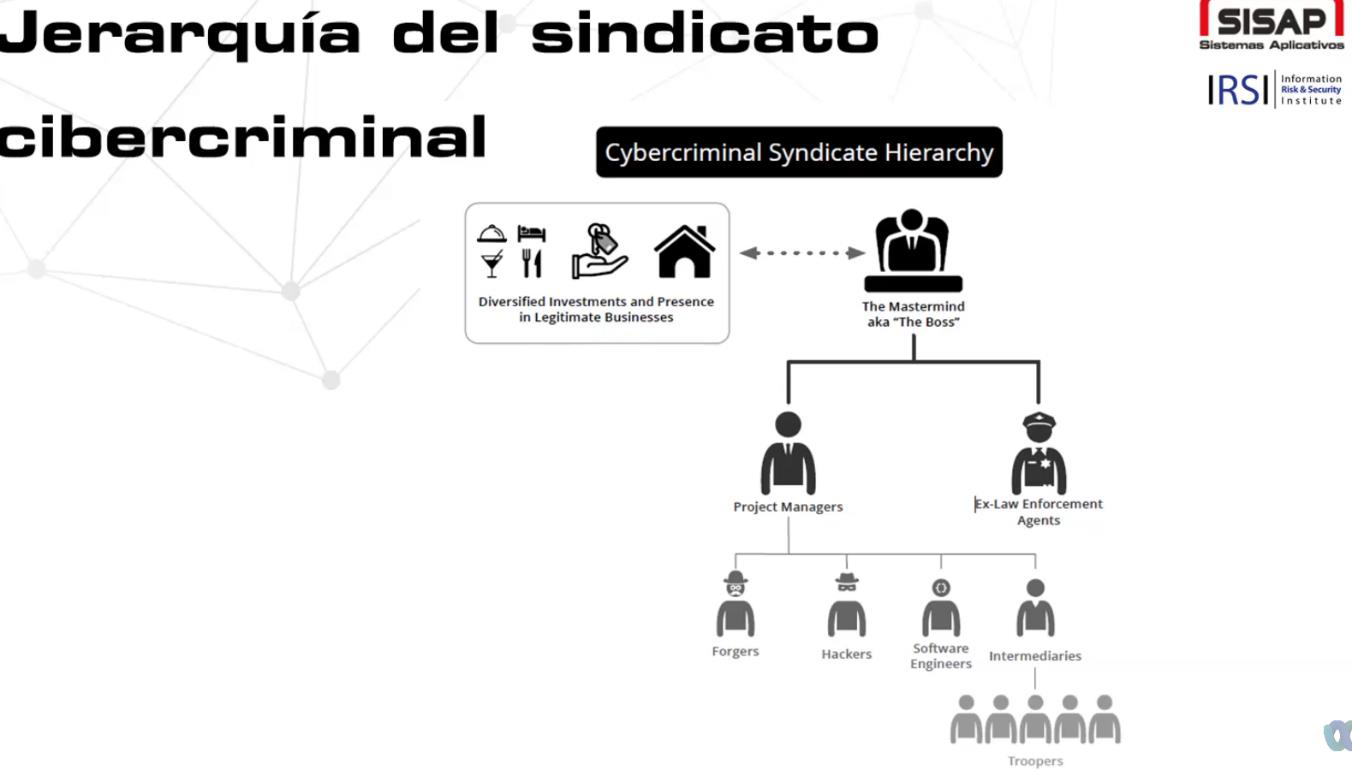 Jerarquía del sindicato
cibercriminal
SISAP
Sistemas Aplicativos
IRSI
Information
Risk & Security
Institute
Cybercriminal Syndicate Hierarchy
Diversified Investments and Presence
in Legitimate Businesses
The Mastermind
aka “The Boss”
Project Managers
Ex-Law Enforcement
Agents
Forgers
Hackers
Software
Engineers
Intermediaries
Troopers